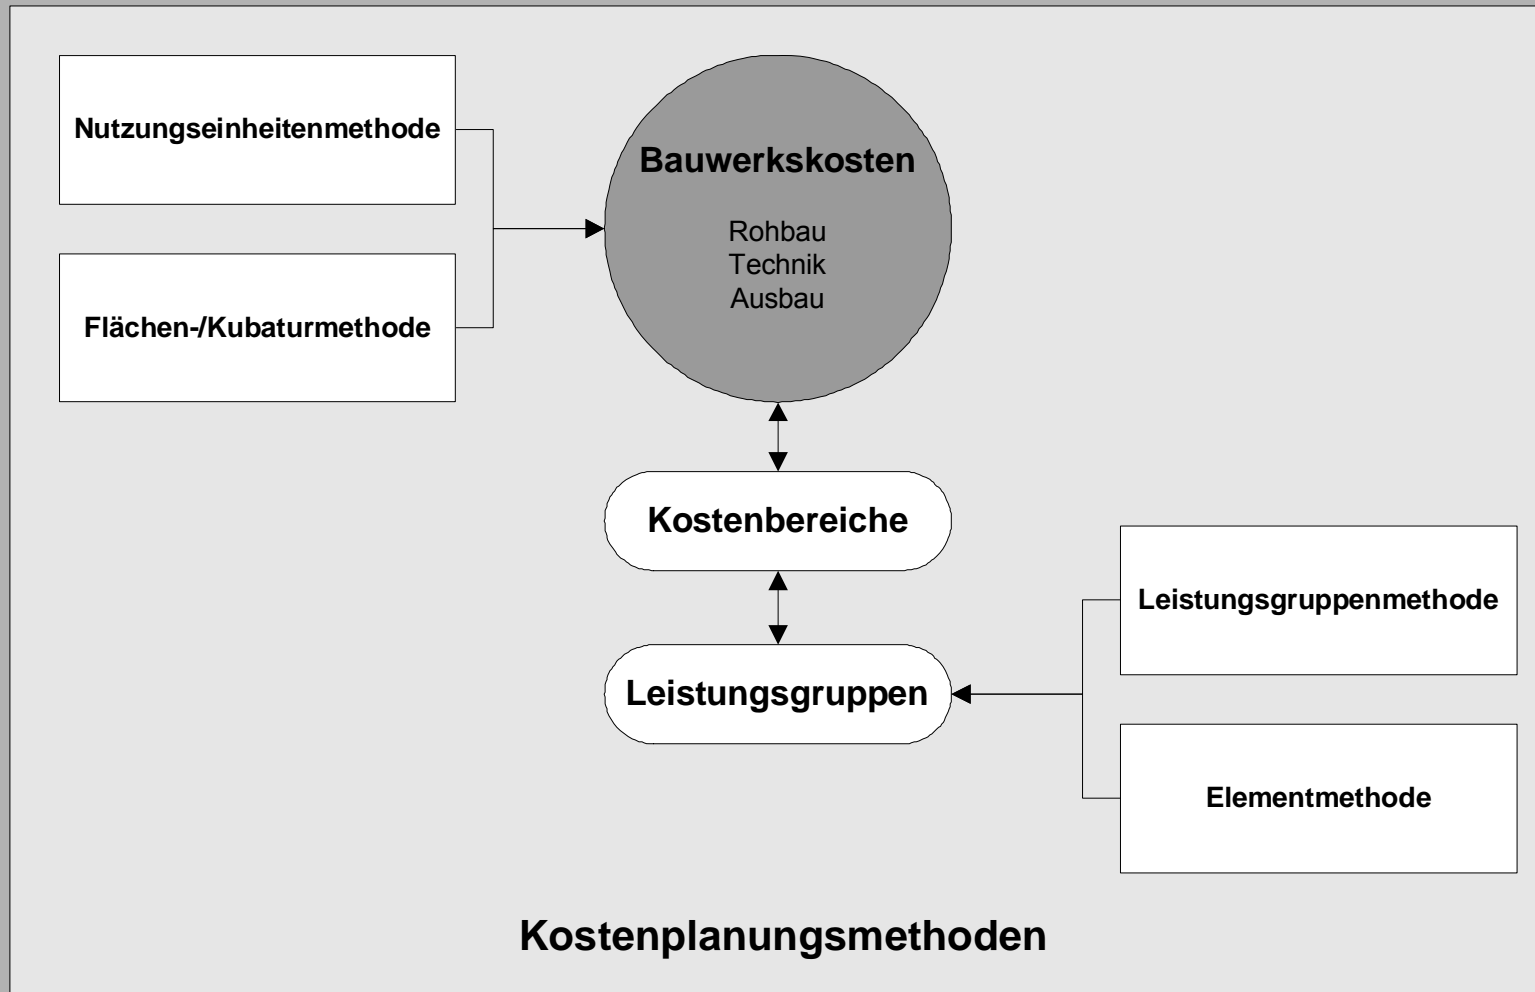 Nutzungseinheitenmethode
Flächen-/Kubaturmethode
Bauwerkskosten
Rohbau
Technik
Ausbau
Kostenbereiche
Leistungsgruppen
Leistungsgruppenmethode
Elementmethode
Kostenplanungsmethoden